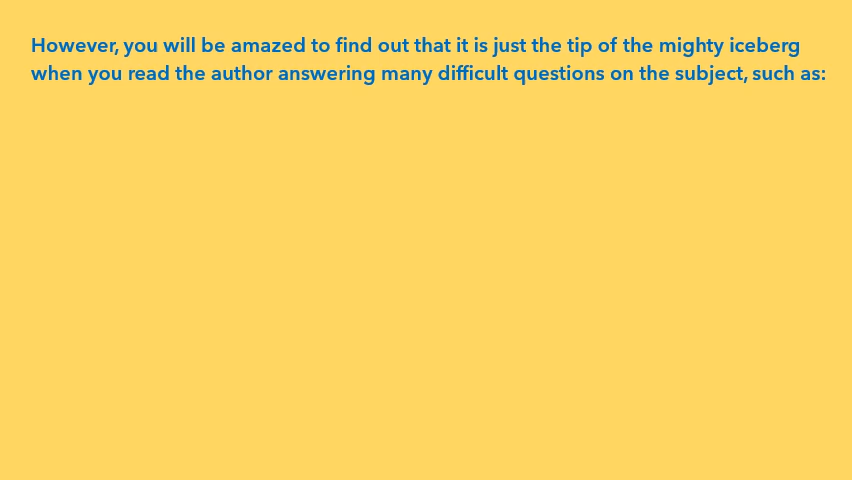 However, you will be amazed to find out that it is just the tip of the mighty iceberg
when you read the author answering many difficult questions on the subject, such as: